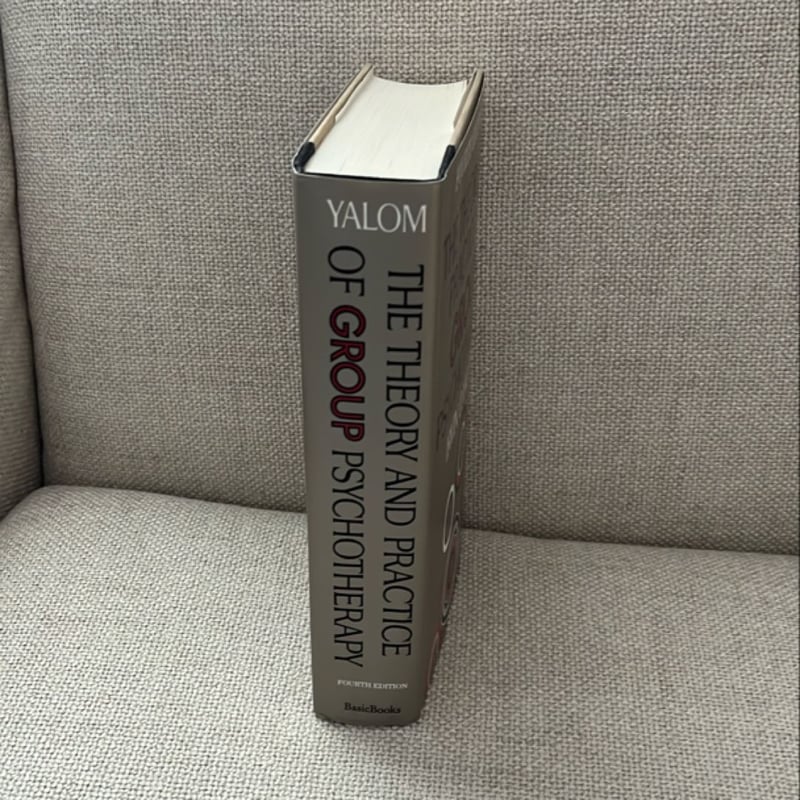 YALOM
THE THEORY AND PRACTICE
OF GROUP PSYCHOTHERAPY
FOURTH EDITION
BasicBooks